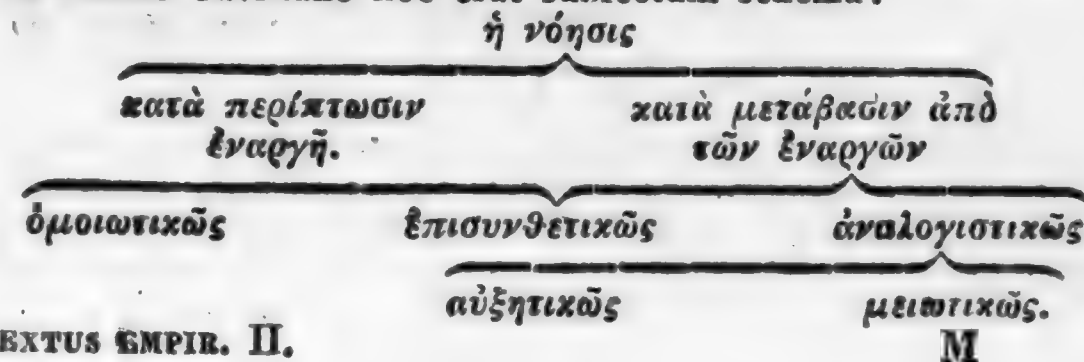 ἡ νόησις
κατὰ περίπτωσιν κατὰ μετάβασιν ἀπὸ
ἐναργῆ. τῶν ἐναργῶν
ὁμοιωτικῶς ἐπισυνθετικῶς ἀναλογιστικῶς
αὐξητικῶς μειωτικῶς.
EXTUS EMPIR. II. M